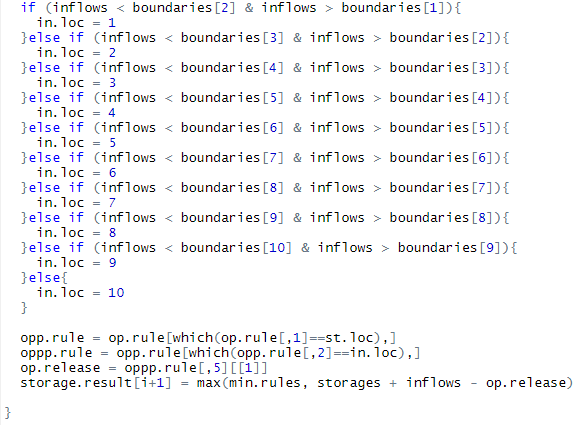 if (inflows < boundaries[2] & inflows > boundaries[1]){
in.loc = 1
}else if (inflows < boundaries[3] & inflows > boundaries[2]){
in.loc = 2
}else if (inflows < boundaries[4] & inflows > boundaries[3]){
in.loc = 3
}else if (inflows < boundaries[5] & inflows > boundaries[4]){
in.loc = 4
}else if (inflows < boundaries[6] & inflows > boundaries[5]){
in.loc = 5
}else if (inflows < boundaries[7] & inflows > boundaries[6]){
in.loc = 6
}else if (inflows < boundaries[8] & inflows > boundaries[7]){
in.loc = 7
}else if (inflows < boundaries[9] & inflows > boundaries[8]){
in.loc = 8
}else if (inflows < boundaries[10] & inflows > boundaries[9]){
in.loc = 9
}else{
in.loc = 10
}
opp.rule = op.rule[which(op.rule[,1]==st.loc),]
oppp.rule = opp.rule[which(opp.rule[,2]==in.loc),]
op.release = oppp.rule[,5][[1]]
storage.result[i+1] = max(min.rules, storages + inflows - op.release)
}